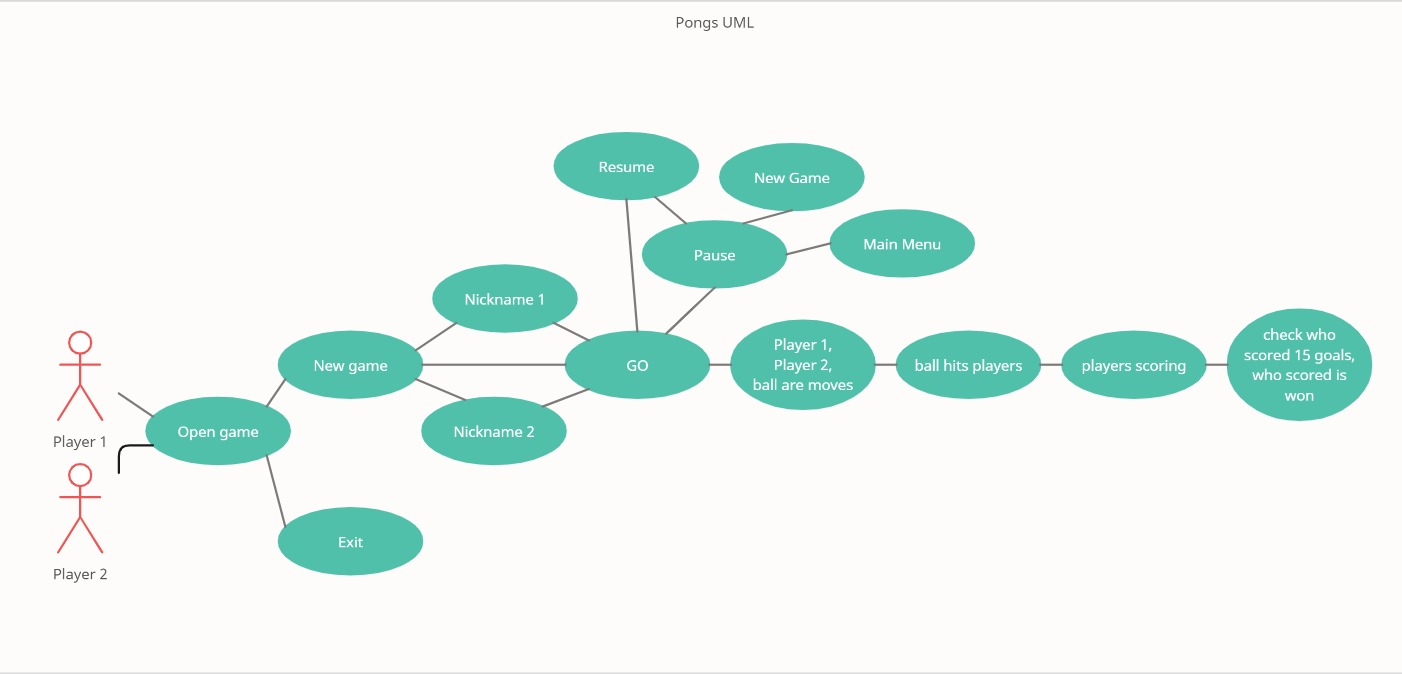 Pongs UML
Resume
New Game
Pause
Main Menu
Nickname 1
New game
GO
Player 1,
Player 2,
ball are moves
ball hits players
players scoring
check who
scored 15 goals,
who scored is
won
Open game
Nickname 2
Player 1
Exit
Player 2